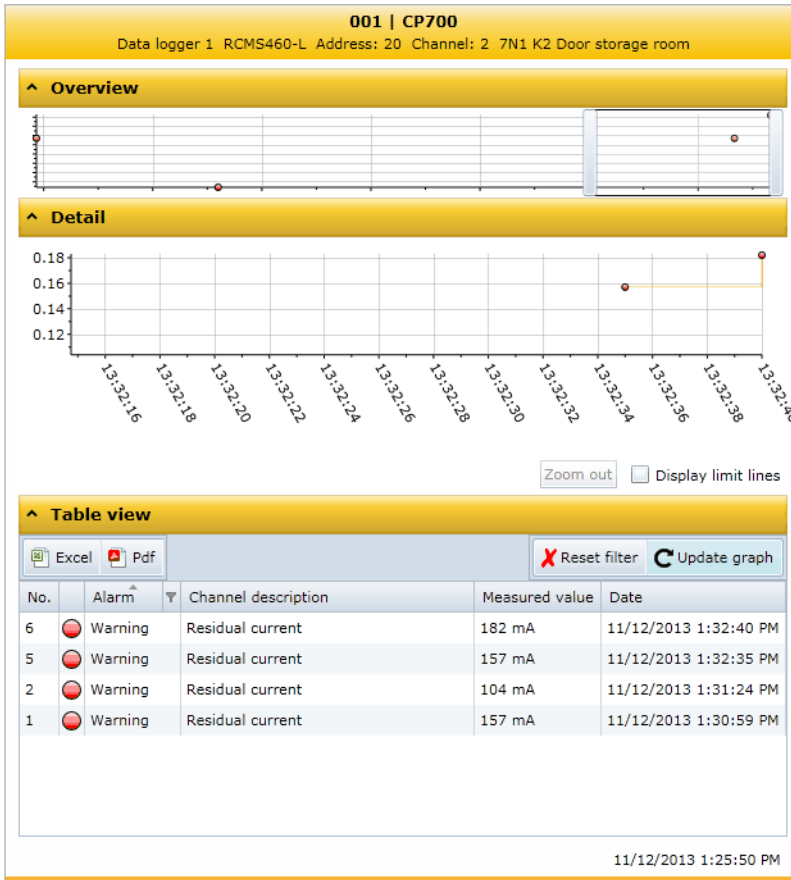 001 | CP700
Data logger 1 RCMS460-L Address: 20 Channel: 2 7N1 K2 Door storage room
Overview
Detail
0.18
0.16
0.14
0.12
13:32:16 13:32:18 13:32:20 13:32:22 13:32:24 13:32:26 13:32:28 13:32:30 13:32:32 13:32:34 13:32:36 13:32:38 13:32:40
Zoom out Display limit lines
Table view
Excel Pdf Reset filter Update graph
No. Alarm Channel description Measured value Date
6 Warning Residual current 182 mA 11/12/2013 1:32:40 PM
5 Warning Residual current 157 mA 11/12/2013 1:32:35 PM
2 Warning Residual current 104 mA 11/12/2013 1:31:24 PM
1 Warning Residual current 157 mA 11/12/2013 1:30:59 PM
11/12/2013 1:25:50 PM